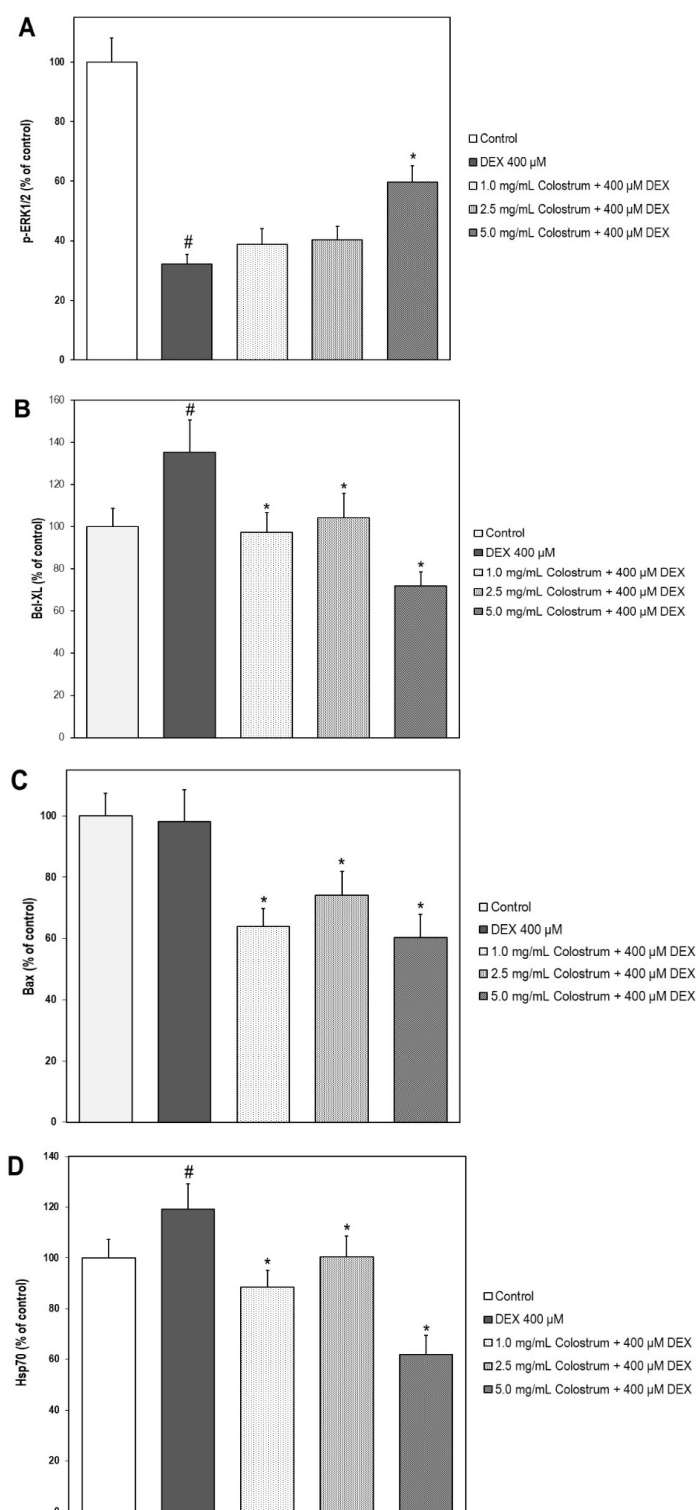 A
p-ERK1/2 (% of control)
100
80
60
40
20
0
#
*
Control
DEX 400 µM
1.0 mg/mL Colostrum + 400 µM DEX
2.5 mg/mL Colostrum + 400 µM DEX
5.0 mg/mL Colostrum + 400 µM DEX
B
Bcl-XL (% of control)
160
140
120
100
80
60
40
20
0
#
*
*
*
Control
DEX 400 µM
1.0 mg/mL Colostrum + 400 µM DEX
2.5 mg/mL Colostrum + 400 µM DEX
5.0 mg/mL Colostrum + 400 µM DEX
C
Bax (% of control)
100
80
60
40
20
0
*
*
*
Control
DEX 400 µM
1.0 mg/mL Colostrum + 400 µM DEX
2.5 mg/mL Colostrum + 400 µM DEX
5.0 mg/mL Colostrum + 400 µM DEX
D
Hsp70 (% of control)
140
120
100
80
60
40
20
0
#
*
*
*
Control
DEX 400 µM
1.0 mg/mL Colostrum + 400 µM DEX
2.5 mg/mL Colostrum + 400 µM DEX
5.0 mg/mL Colostrum + 400 µM DEX